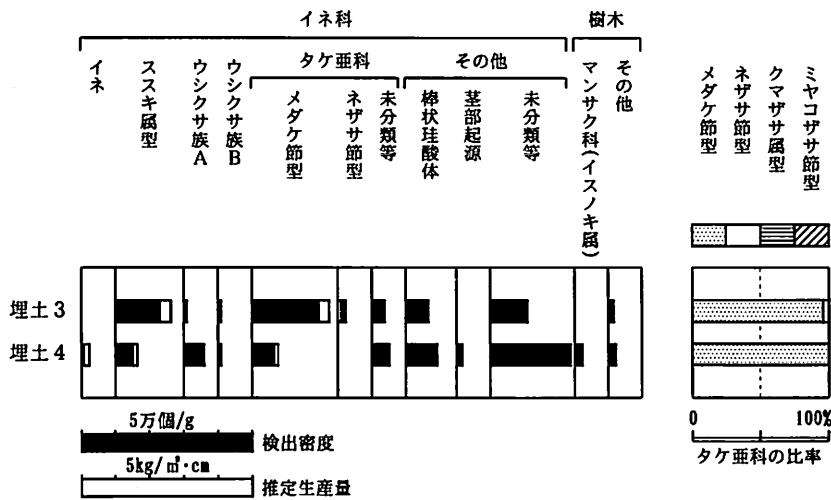 イネ科
樹木
タケ亜科
その他
イネ
ススキ属型
ウシクサ族A
ウシクサ族B
メダケ節型
ネザサ節型
未分類等
棒状珪酸体
茎部起源
未分類等
マンサク科(イスノキ属)
その他
メダケ節型
ネザサ節型
クマザサ属型
ミヤコザサ節型
埋土3
埋土4
5万個/g
検出密度
5kg/㎡·cm
推定生産量
0 100%
タケ亜科の比率